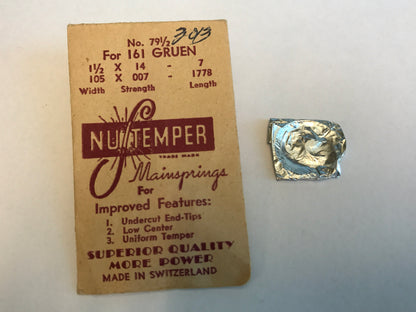 No. 79½ 393
For 161 GRUEN
1½ X 14 - 7
105 X 007 - 1778
Width Strength Length
NU-TEMPER
TRADE MARK
Mainsprings
For
Improved Features:
1. Undercut End-Tips
2. Low Center
3. Uniform Temper
SUPERIOR QUALITY
MORE POWER
MADE IN SWITZERLAND